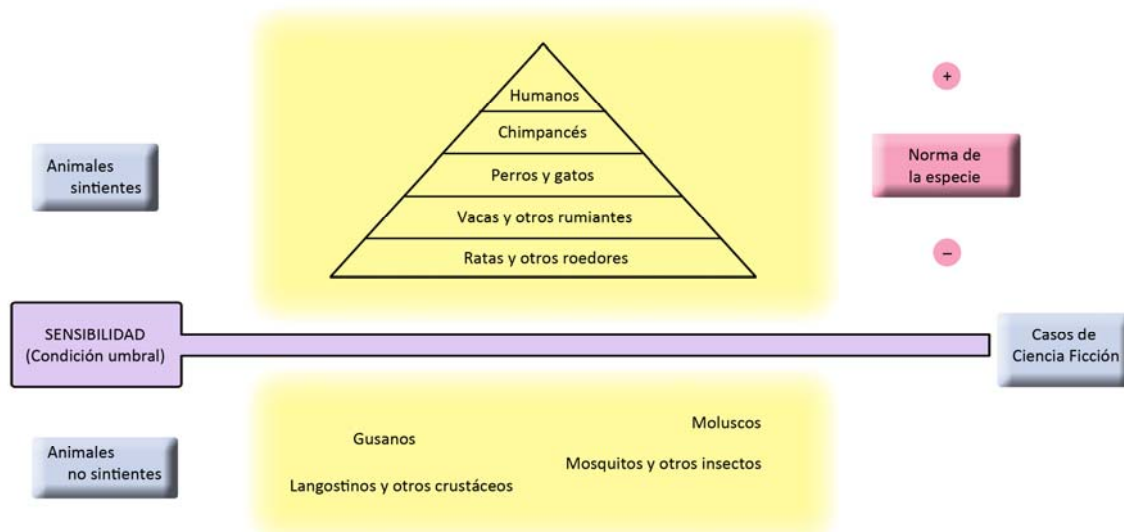 Humanos
Chimpancés
Perros y gatos
Vacas y otros rumiantes
Ratas y otros roedores
Animales
sintientes
+
Norma de
la especie
−
SENSIBILIDAD
(Condición umbral)
Casos de
Ciencia Ficción
Animales
no sintientes
Gusanos
Moluscos
Mosquitos y otros insectos
Langostinos y otros crustáceos